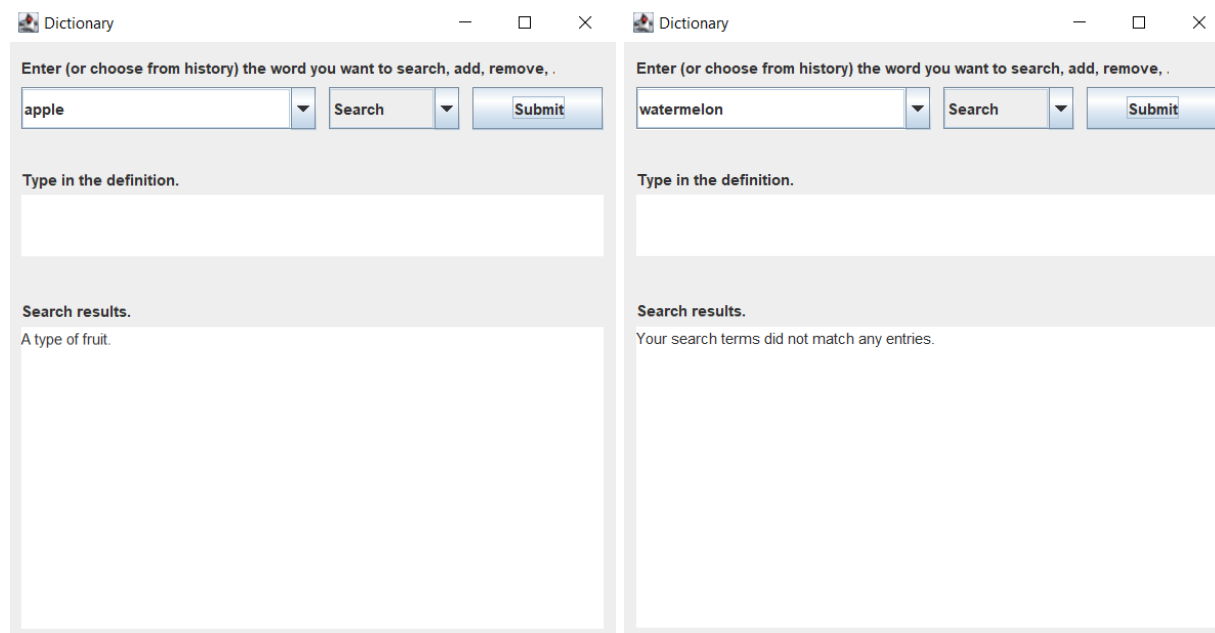 Dictionary
Enter (or choose from history) the word you want to search, add, remove, .
apple
Search
Submit
Type in the definition.
Search results.
A type of fruit.
Dictionary
Enter (or choose from history) the word you want to search, add, remove, .
watermelon
Search
Submit
Type in the definition.
Search results.
Your search terms did not match any entries.